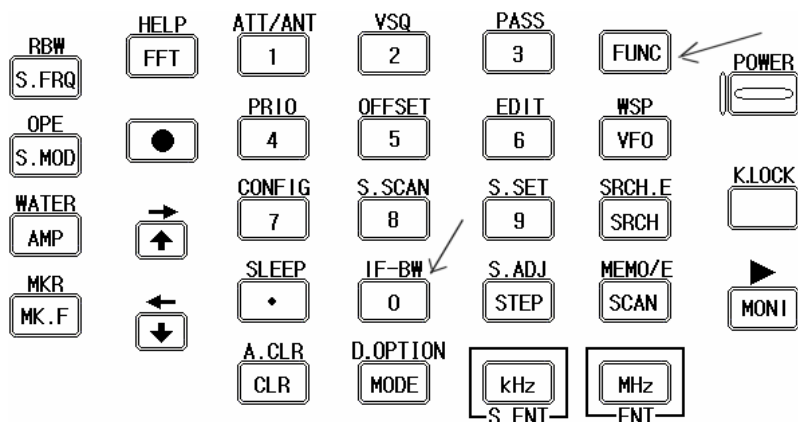 HELP ATT/ANT VSQ PASS
RBW FFT 1 2 3 FUNC POWER
S.FRQ
PRIO OFFSET EDIT WSP
OPE 4 5 6 VFO
S.MOD
CONFIG S.SCAN S.SET SRCH.E K.LOCK
WATER 7 8 9 SRCH
AMP
SLEEP IF-BW S.ADJ MEMO/E
MKR • 0 STEP SCAN MONI
MK.F
A.CLR D.OPTION
CLR MODE kHz MHz
S.ENT ENT